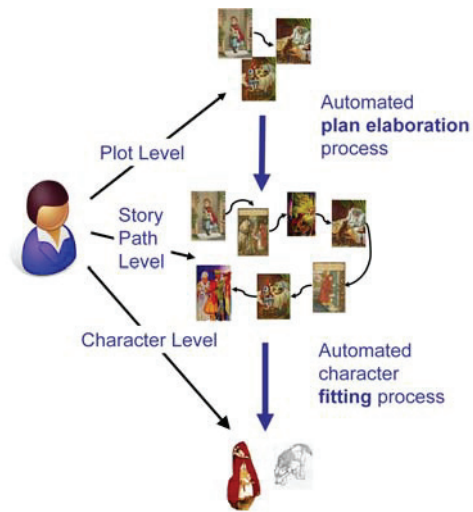 Automated
plan elaboration
process
Plot Level
Story
Path
Level
Character Level
Automated
character
fitting process